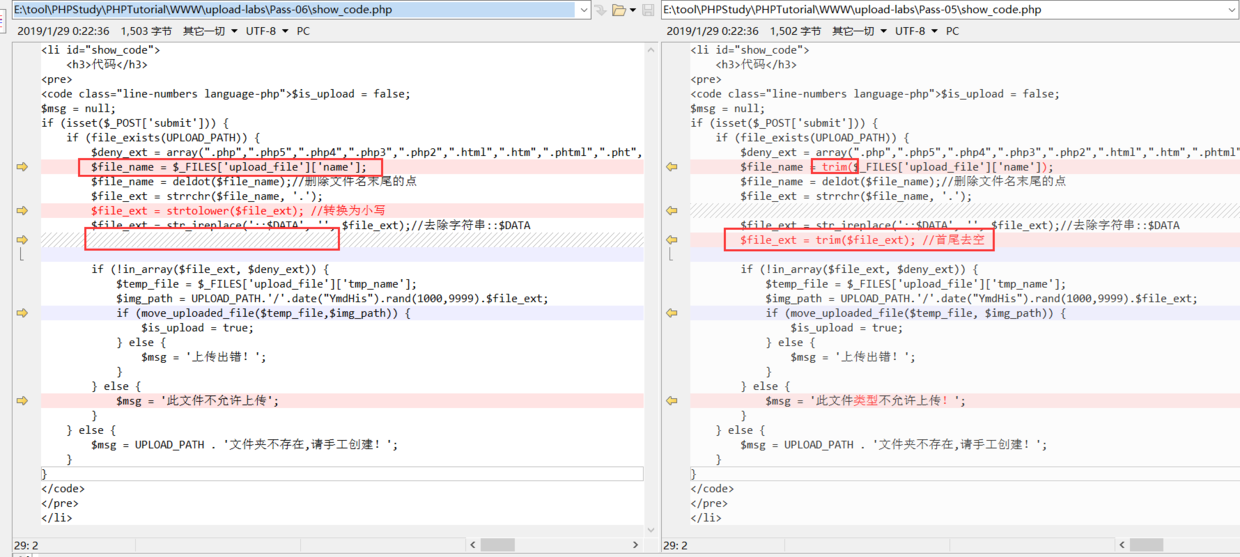 E:\tool\PHPStudy\PHPTutorial\WWW\upload-labs\Pass-06\show_code.php
2019/1/29 0:22:36 1,503 字节 其它一切 UTF-8 PC
<li id="show_code">
<h3>代码</h3>
<pre>
<code class="line-numbers language-php">$is_upload = false;
$msg = null;
if (isset($_POST['submit'])) {
if (file_exists(UPLOAD_PATH)) {
$deny_ext = array(".php",".php5",".php4",".php3",".php2",".html",".htm",".phtml",".pht",
$file_name = $_FILES['upload_file']['name'];
$file_name = deldot($file_name);//删除文件名末尾的点
$file_ext = strrchr($file_name, '.');
$file_ext = strtolower($file_ext); //转换为小写
$file_ext = str_ireplace('::$DATA', '', $file_ext);//去除字符串::$DATA
if (!in_array($file_ext, $deny_ext)) {
$temp_file = $_FILES['upload_file']['tmp_name'];
$img_path = UPLOAD_PATH.'/'.date("YmdHis").rand(1000,9999).$file_ext;
if (move_uploaded_file($temp_file,$img_path)) {
$is_upload = true;
} else {
$msg = '上传出错！';
}
} else {
$msg = '此文件不允许上传';
}
} else {
$msg = UPLOAD_PATH . '文件夹不存在,请手工创建！';
}
}
</code>
</pre>
</li>
29: 2
E:\tool\PHPStudy\PHPTutorial\WWW\upload-labs\Pass-05\show_code.php
2019/1/29 0:22:36 1,502 字节 其它一切 UTF-8 PC
<li id="show_code">
<h3>代码</h3>
<pre>
<code class="line-numbers language-php">$is_upload = false;
$msg = null;
if (isset($_POST['submit'])) {
if (file_exists(UPLOAD_PATH)) {
$deny_ext = array(".php",".php5",".php4",".php3",".php2",".html",".htm",".phtml"
$file_name = trim($_FILES['upload_file']['name']);
$file_name = deldot($file_name);//删除文件名末尾的点
$file_ext = strrchr($file_name, '.');
$file_ext = str_ireplace('::$DATA', '', $file_ext);//去除字符串::$DATA
$file_ext = trim($file_ext); //首尾去空
if (!in_array($file_ext, $deny_ext)) {
$temp_file = $_FILES['upload_file']['tmp_name'];
$img_path = UPLOAD_PATH.'/'.date("YmdHis").rand(1000,9999).$file_ext;
if (move_uploaded_file($temp_file, $img_path)) {
$is_upload = true;
} else {
$msg = '上传出错！';
}
} else {
$msg = '此文件类型不允许上传！';
}
} else {
$msg = UPLOAD_PATH . '文件夹不存在,请手工创建！';
}
}
</code>
</pre>
</li>
29: 2